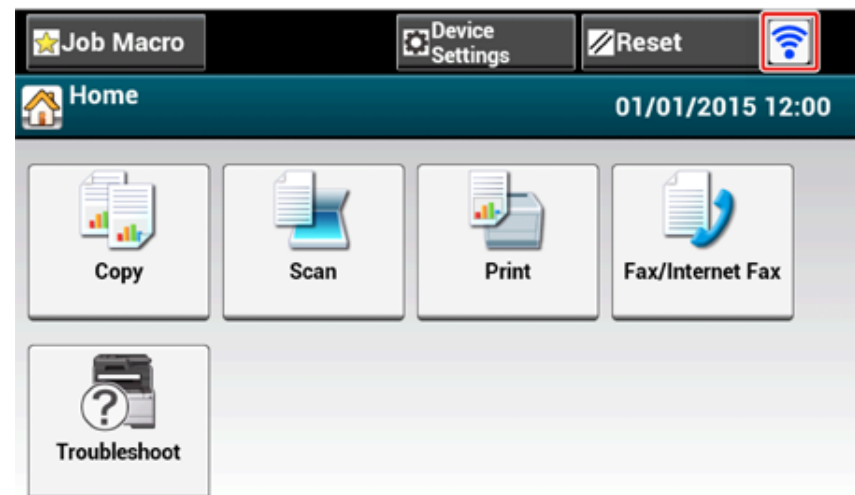 Job Macro
Device
Settings
Reset
Home
01/01/2015 12:00
Copy
Scan
Print
Fax/Internet Fax
?
Troubleshoot